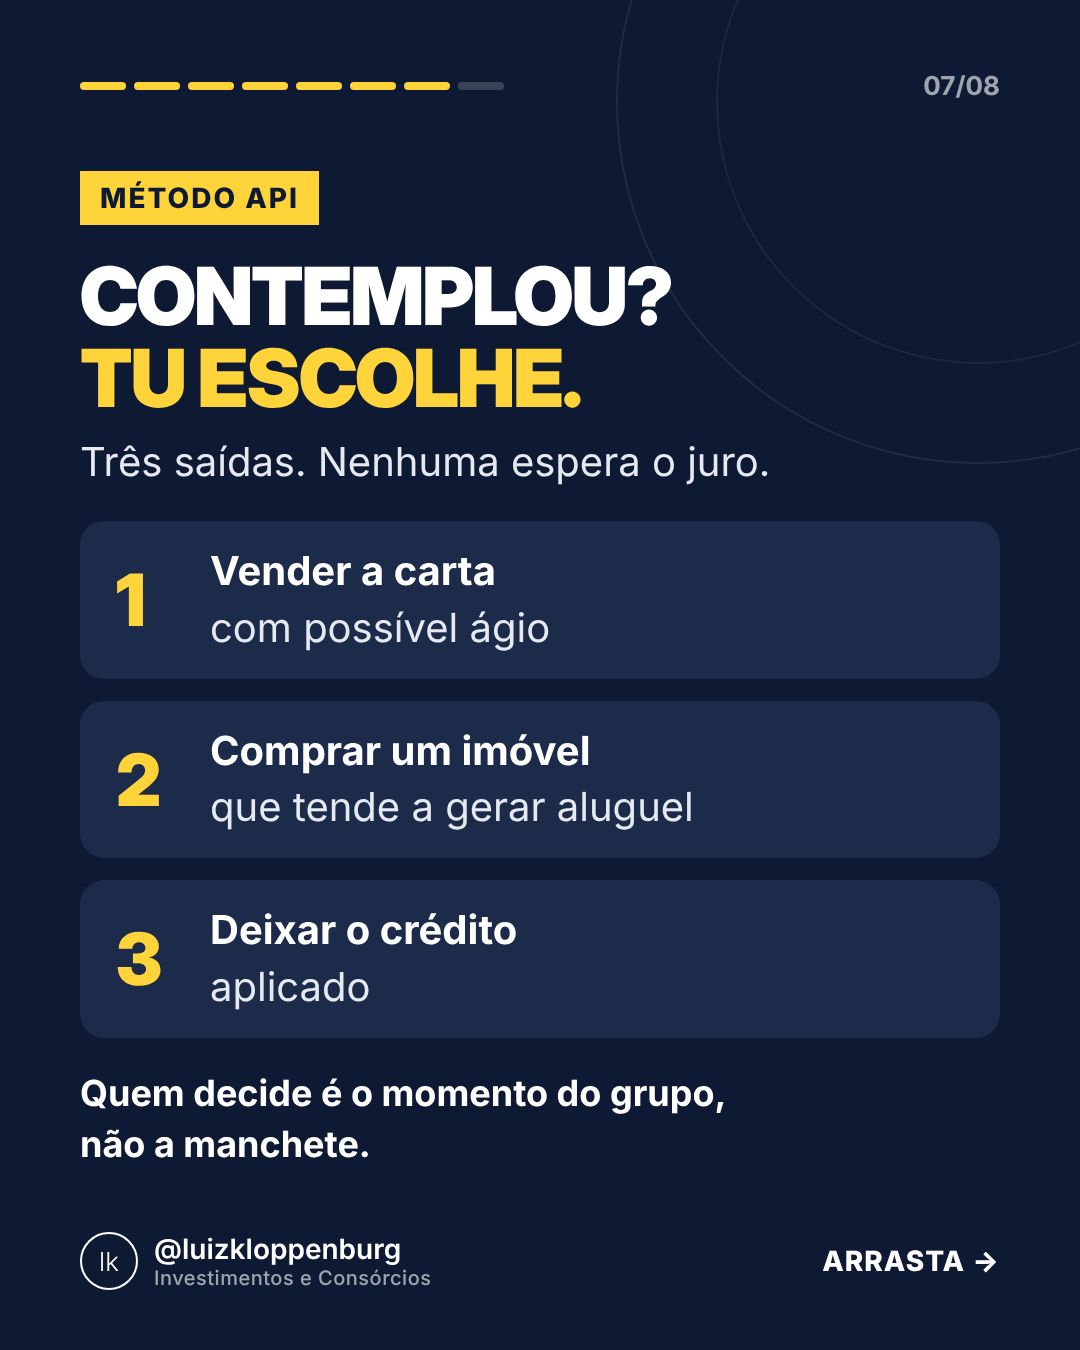 07/08
MÉTODO API
CONTEMPLOU?
TU ESCOLHE.
Três saídas. Nenhuma espera o juro.
1
Vender a carta
com possível ágio
2
Comprar um imóvel
que tende a gerar aluguel
3
Deixar o crédito
aplicado
Quem decide é o momento do grupo,
não a manchete.
lk
@luizkloppenburg
Investimentos e Consórcios
ARRASTA →